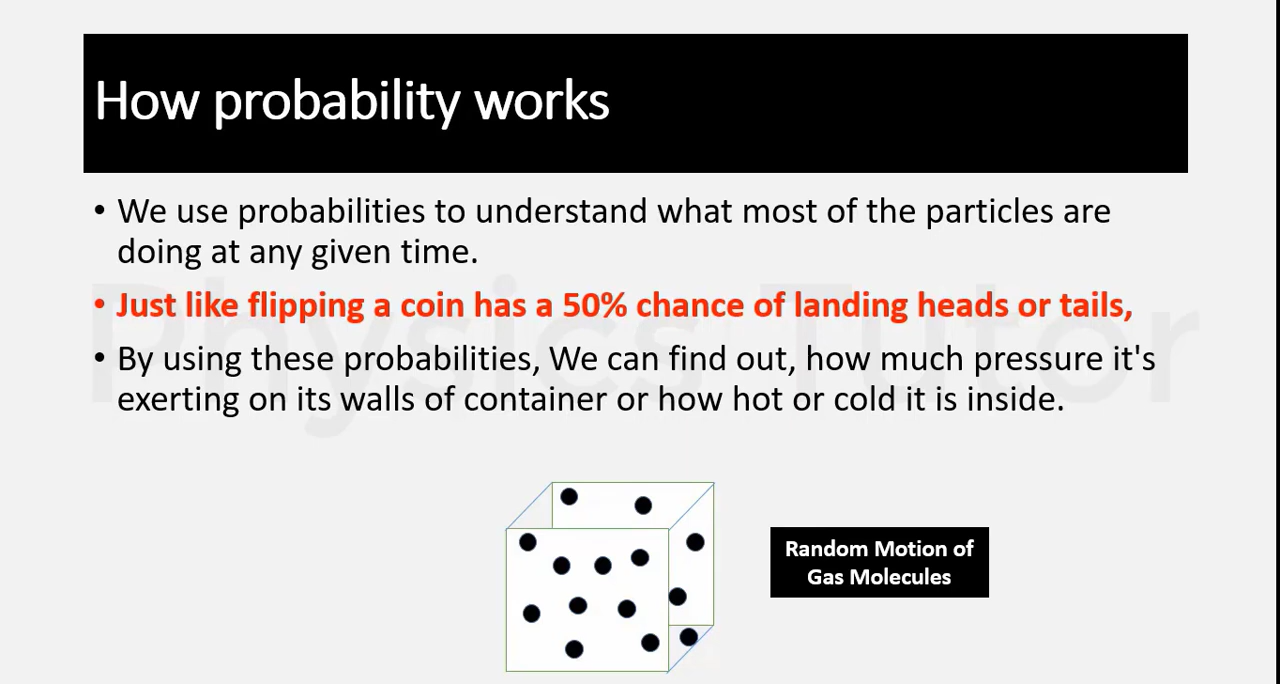 How probability works
• We use probabilities to understand what most of the particles are
doing at any given time.
• Just like flipping a coin has a 50% chance of landing heads or tails,
• By using these probabilities, We can find out, how much pressure it's
exerting on its walls of container or how hot or cold it is inside.
Physics Tutor
Random Motion of
Gas Molecules